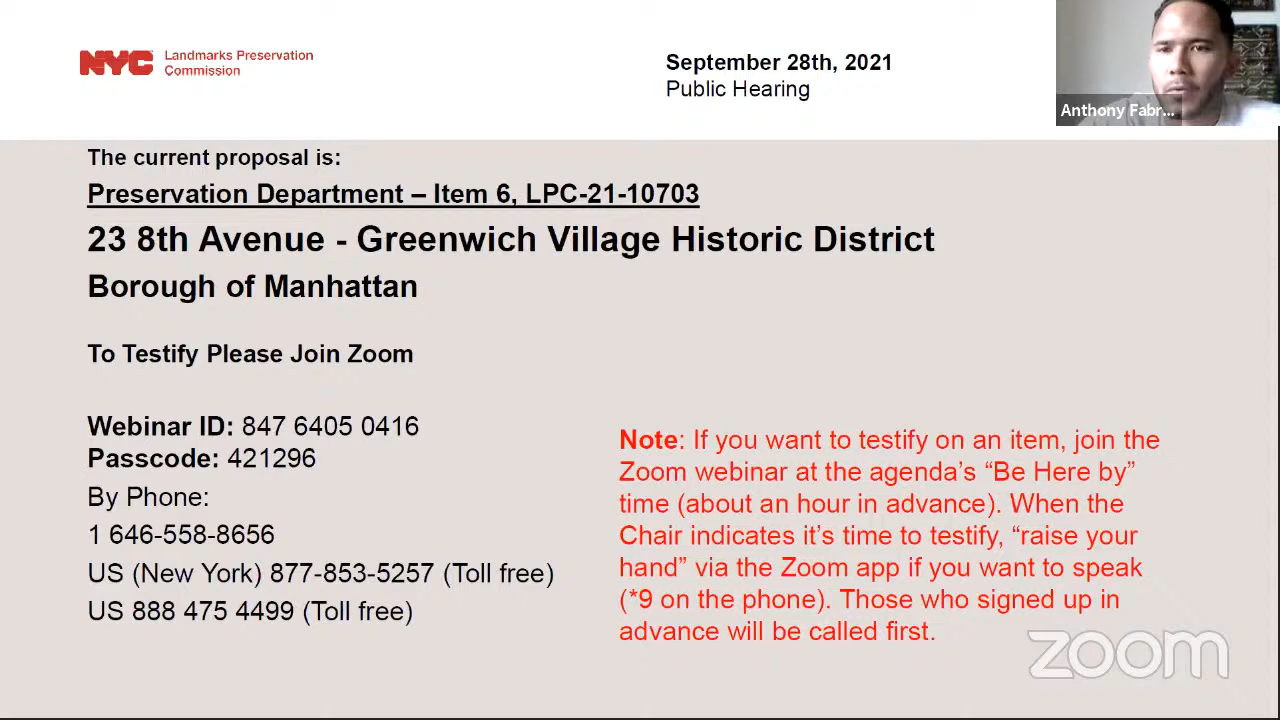 NYC
Landmarks Preservation
Commission
September 28th, 2021
Public Hearing
Anthony Fabr...
The current proposal is:
Preservation Department – Item 6, LPC-21-10703
23 8th Avenue - Greenwich Village Historic District
Borough of Manhattan
To Testify Please Join Zoom
Webinar ID: 847 6405 0416
Passcode: 421296
By Phone:
1 646-558-8656
US (New York) 877-853-5257 (Toll free)
US 888 475 4499 (Toll free)
Note: If you want to testify on an item, join the
Zoom webinar at the agenda’s “Be Here by”
time (about an hour in advance). When the
Chair indicates it’s time to testify, “raise your
hand” via the Zoom app if you want to speak
(*9 on the phone). Those who signed up in
advance will be called first.
zoom